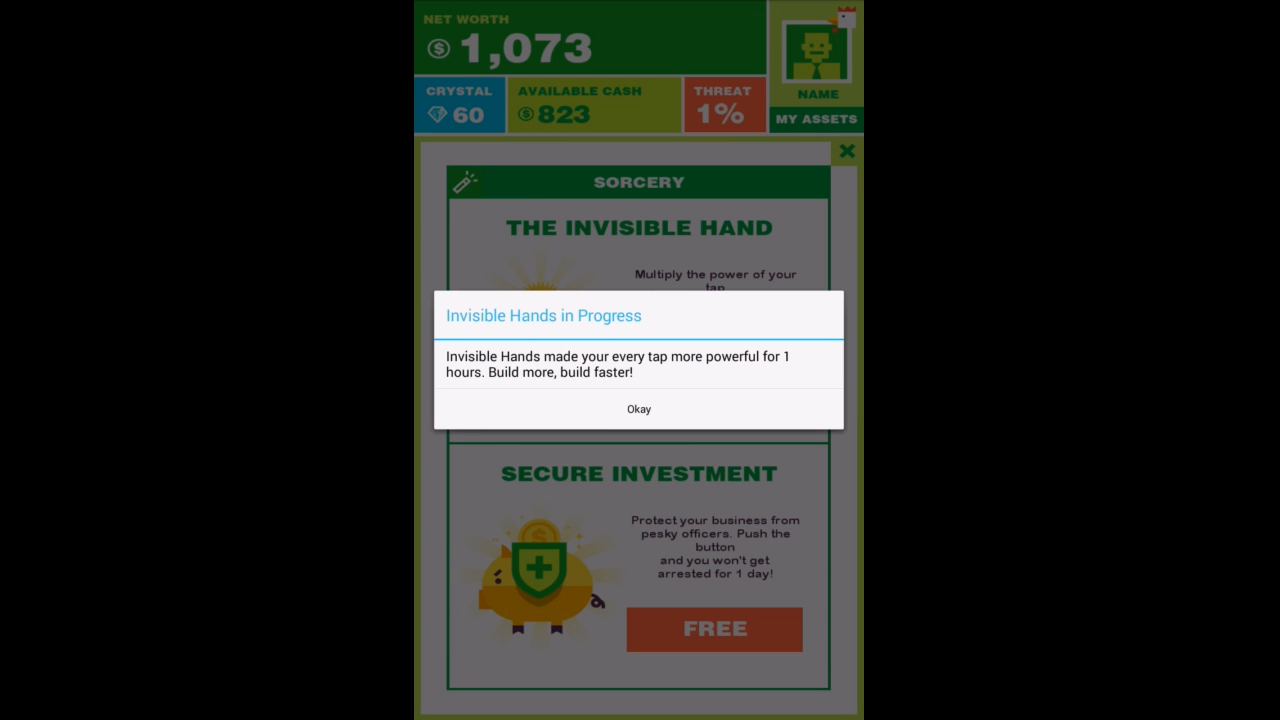 NET WORTH
1,073
CRYSTAL
60
AVAILABLE CASH
823
THREAT
1%
NAME
MY ASSETS
SORCERY
THE INVISIBLE HAND
Multiply the power of your
tap
Invisible Hands in Progress
Invisible Hands made your every tap more powerful for 1
hours. Build more, build faster!
Okay
SECURE INVESTMENT
Protect your business from
pesky officers. Push the
button
and you won't get
arrested for 1 day!
FREE